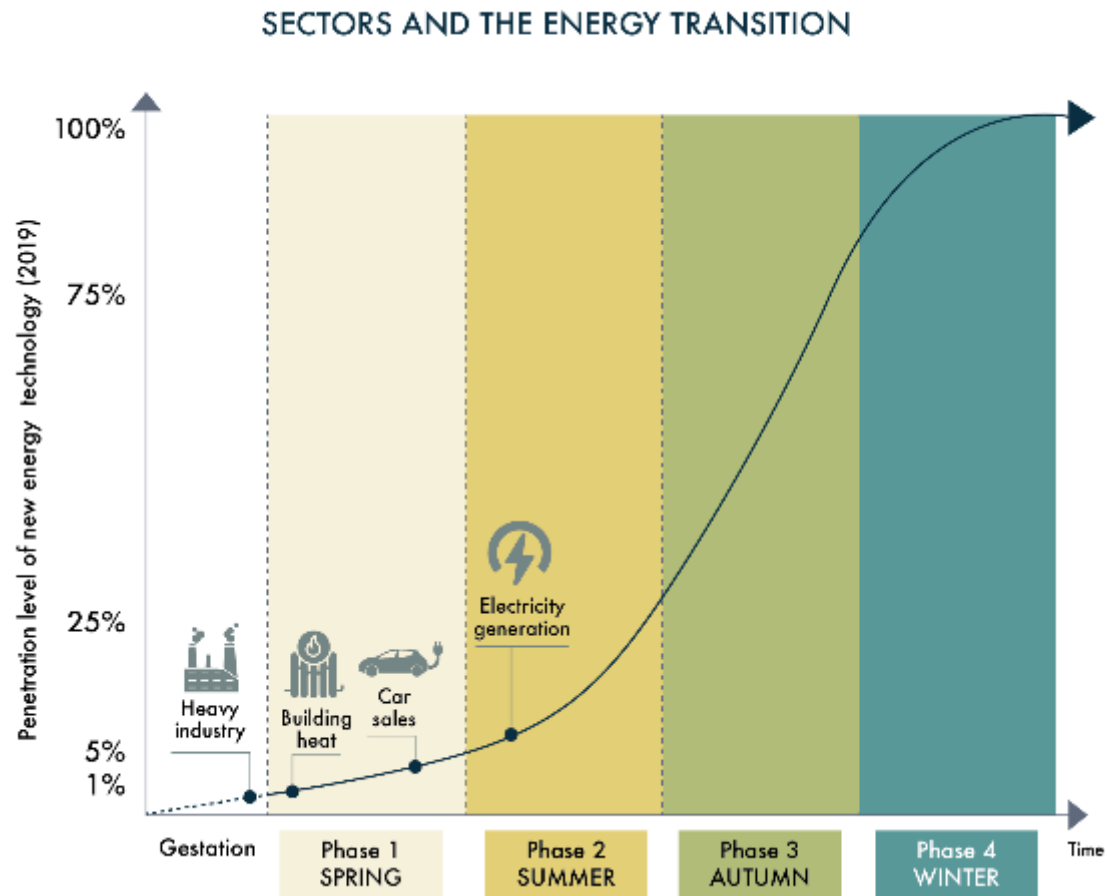 SECTORS AND THE ENERGY TRANSITION
Penetration level of new energy technology (2019)
100%
75%
25%
5%
1%
Heavy
industry
Building
heat
Car
sales
Electricity
generation
Gestation
Phase 1
SPRING
Phase 2
SUMMER
Phase 3
AUTUMN
Phase 4
WINTER
Time